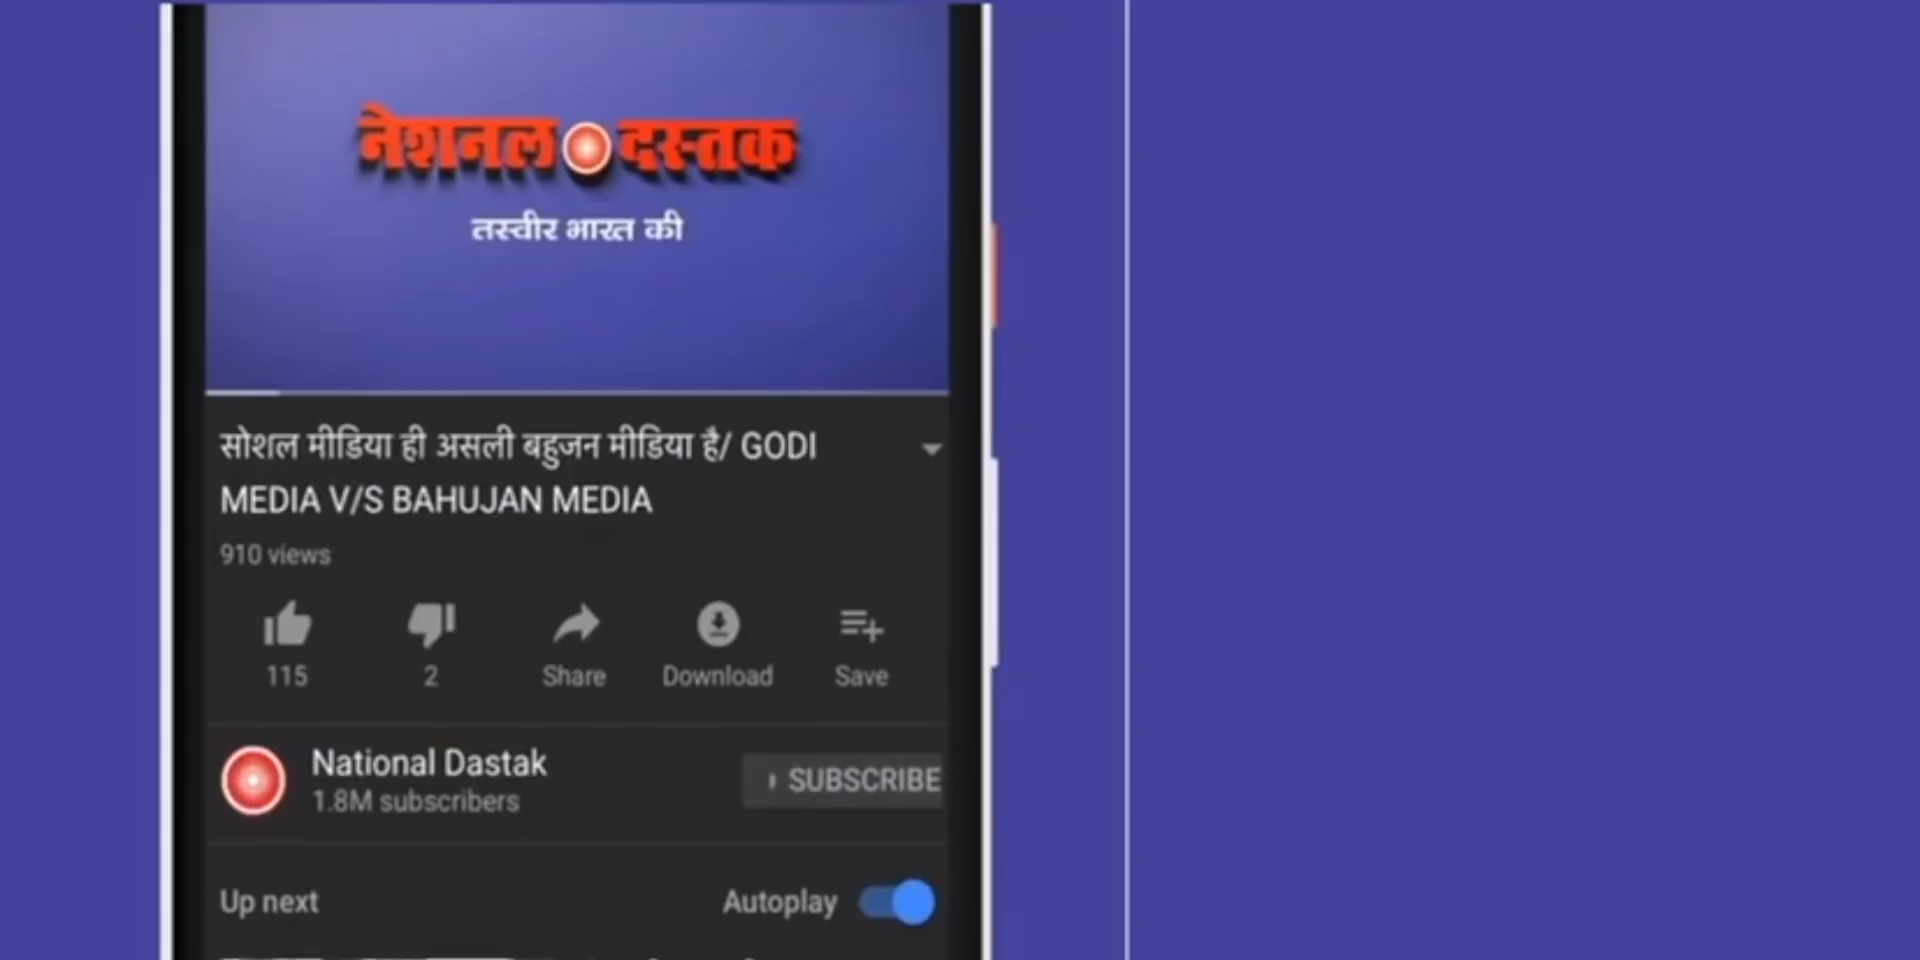 नेशनल दस्तक
तस्वीर भारत की
सोशल मीडिया ही असली बहुजन मीडिया है/ GODI
MEDIA V/S BAHUJAN MEDIA
910 views
115
2
Share
Download
Save
National Dastak
1.8M subscribers
SUBSCRIBE
Up next
Autoplay